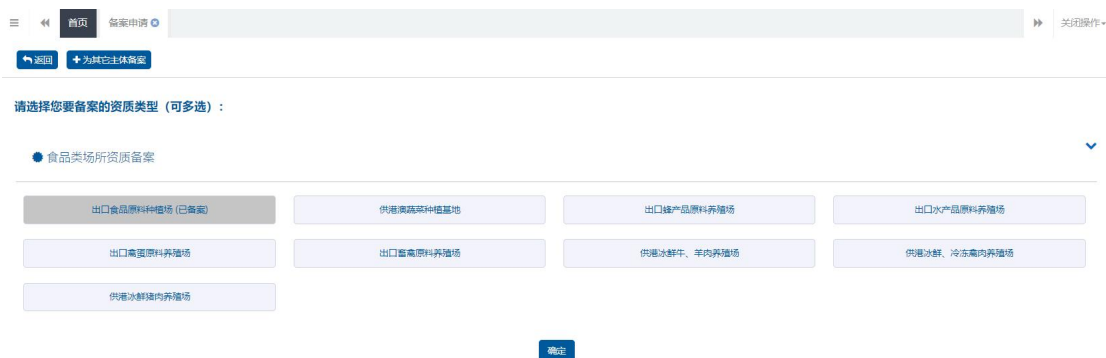 首页 备案申请 关闭操作
返回 为其它主体备案
请选择您要备案的资质类型（可多选）：
食品类场所资质备案
出口食品原料种植场 (已备案) 供港澳蔬菜种植基地 出口蜂产品原料养殖场 出口水产品原料养殖场
出口禽蛋原料养殖场 出口畜禽原料养殖场 供港冰鲜牛、羊肉养殖场 供港冰鲜、冷冻禽肉养殖场
供港冰鲜猪肉养殖场
确定